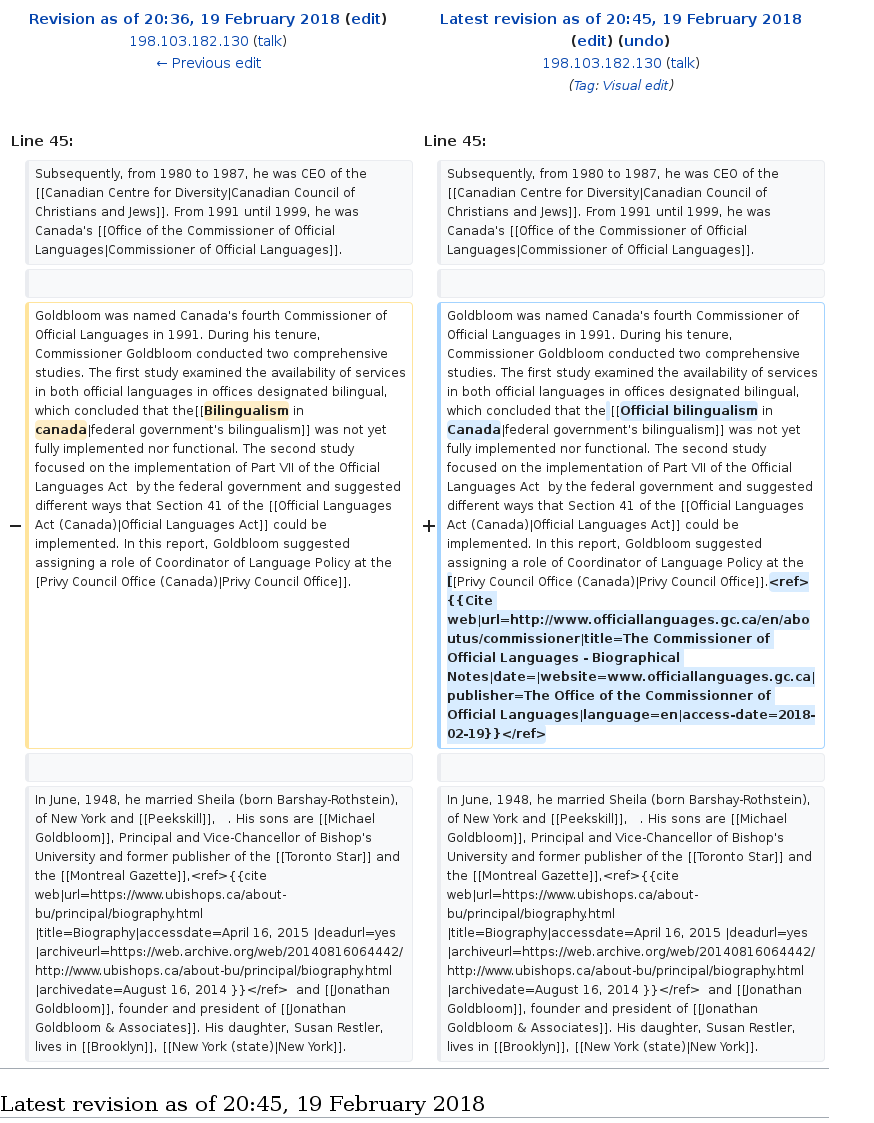 Revision as of 20:36, 19 February 2018 (edit)
198.103.182.130 (talk)
← Previous edit
Latest revision as of 20:45, 19 February 2018
(edit) (undo)
198.103.182.130 (talk)
(Tag: Visual edit)
Line 45:
Line 45:
Subsequently, from 1980 to 1987, he was CEO of the
[[Canadian Centre for Diversity|Canadian Council of
Christians and Jews]]. From 1991 until 1999, he was
Canada's [[Office of the Commissioner of Official
Languages|Commissioner of Official Languages]].
Subsequently, from 1980 to 1987, he was CEO of the
[[Canadian Centre for Diversity|Canadian Council of
Christians and Jews]]. From 1991 until 1999, he was
Canada's [[Office of the Commissioner of Official
Languages|Commissioner of Official Languages]].
−
Goldbloom was named Canada's fourth Commissioner of
Official Languages in 1991. During his tenure,
Commissioner Goldbloom conducted two comprehensive
studies. The first study examined the availability of services
in both official languages in offices designated bilingual,
which concluded that the[[Bilingualism in
canada|federal government's bilingualism]] was not yet
fully implemented nor functional. The second study
focused on the implementation of Part VII of the Official
Languages Act  by the federal government and suggested
different ways that Section 41 of the [[Official Languages
Act (Canada)|Official Languages Act]] could be
implemented. In this report, Goldbloom suggested
assigning a role of Coordinator of Language Policy at the
[Privy Council Office (Canada)|Privy Council Office]].
+
Goldbloom was named Canada's fourth Commissioner of
Official Languages in 1991. During his tenure,
Commissioner Goldbloom conducted two comprehensive
studies. The first study examined the availability of services
in both official languages in offices designated bilingual,
which concluded that the [[Official bilingualism in
Canada|federal government's bilingualism]] was not yet
fully implemented nor functional. The second study
focused on the implementation of Part VII of the Official
Languages Act  by the federal government and suggested
different ways that Section 41 of the [[Official Languages
Act (Canada)|Official Languages Act]] could be
implemented. In this report, Goldbloom suggested
assigning a role of Coordinator of Language Policy at the
[[Privy Council Office (Canada)|Privy Council Office]].<ref>
{{Cite
web|url=http://www.officiallanguages.gc.ca/en/abo
utus/commissioner|title=The Commissioner of
Official Languages - Biographical
Notes|date=|website=www.officiallanguages.gc.ca|
publisher=The Office of the Commissionner of
Official Languages|language=en|access-date=2018-
02-19}}</ref>
In June, 1948, he married Sheila (born Barshay-Rothstein),
of New York and [[Peekskill]],   . His sons are [[Michael
Goldbloom]], Principal and Vice-Chancellor of Bishop's
University and former publisher of the [[Toronto Star]] and
the [[Montreal Gazette]],<ref>{{cite
web|url=https://www.ubishops.ca/about-
bu/principal/biography.html
|title=Biography|accessdate=April 16, 2015 |deadurl=yes
|archiveurl=https://web.archive.org/web/20140816064442/
http://www.ubishops.ca/about-bu/principal/biography.html
|archivedate=August 16, 2014 }}</ref>  and [[Jonathan
Goldbloom]], founder and president of [[Jonathan
Goldbloom & Associates]]. His daughter, Susan Restler,
lives in [[Brooklyn]], [[New York (state)|New York]].
In June, 1948, he married Sheila (born Barshay-Rothstein),
of New York and [[Peekskill]],   . His sons are [[Michael
Goldbloom]], Principal and Vice-Chancellor of Bishop's
University and former publisher of the [[Toronto Star]] and
the [[Montreal Gazette]],<ref>{{cite
web|url=https://www.ubishops.ca/about-
bu/principal/biography.html
|title=Biography|accessdate=April 16, 2015 |deadurl=yes
|archiveurl=https://web.archive.org/web/20140816064442/
http://www.ubishops.ca/about-bu/principal/biography.html
|archivedate=August 16, 2014 }}</ref>  and [[Jonathan
Goldbloom]], founder and president of [[Jonathan
Goldbloom & Associates]]. His daughter, Susan Restler,
lives in [[Brooklyn]], [[New York (state)|New York]].
Latest revision as of 20:45, 19 February 2018